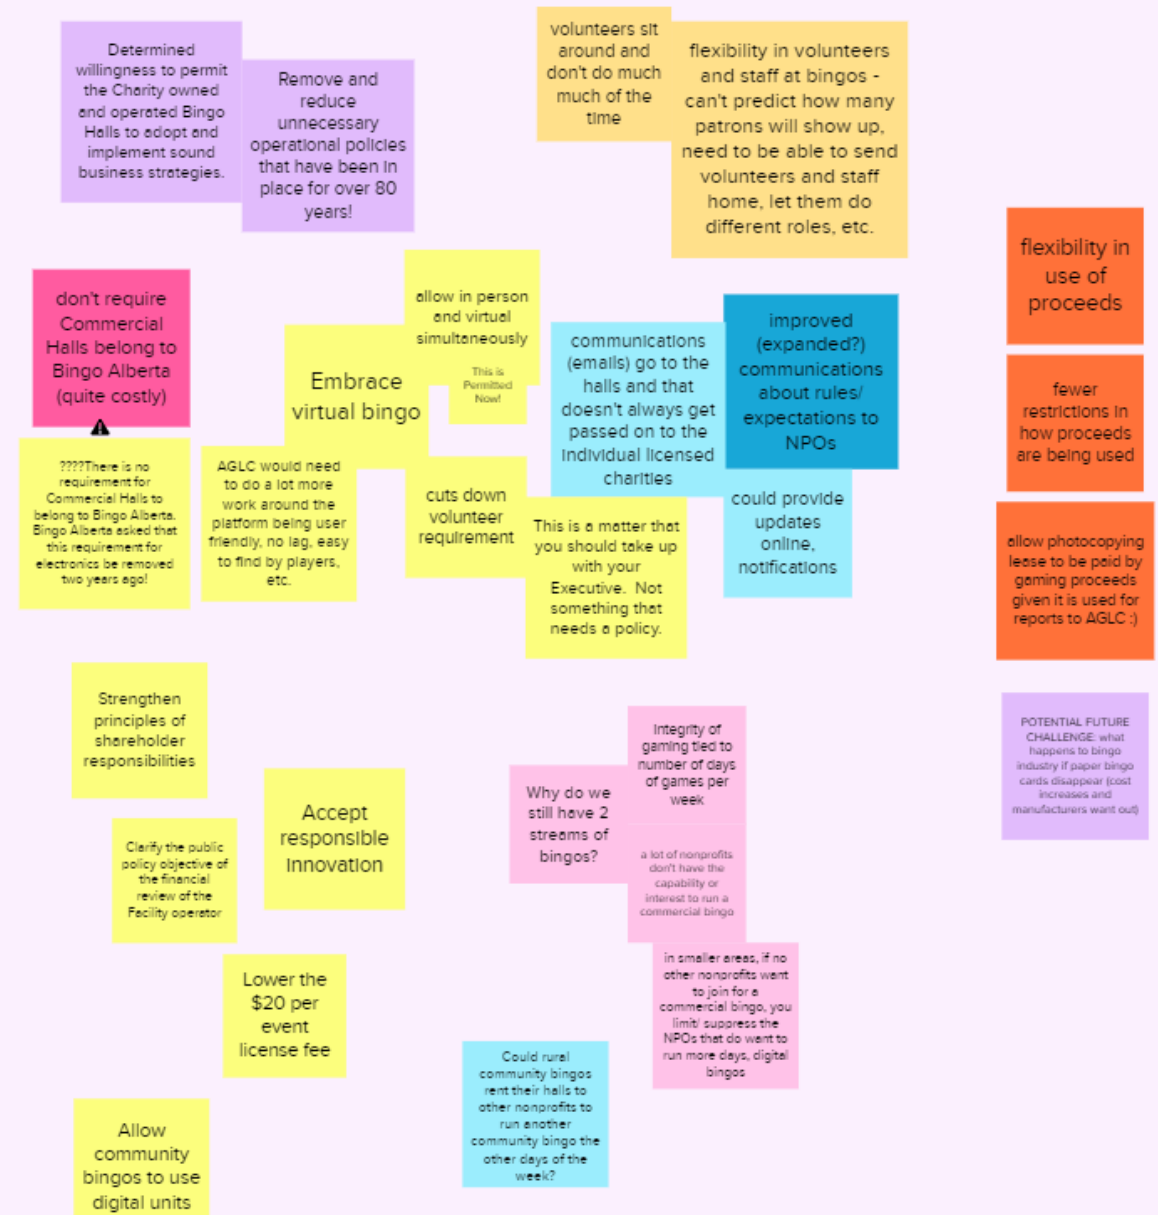 Determined
willingness to permit
the Charity owned
and operated Bingo
Halls to adopt and
implement sound
business strategies.
Remove and
reduce
unnecessary
operational policies
that have been in
place for over 80
years!
volunteers sit
around and
don't do much
much of the
time
flexibility in volunteers
and staff at bingos -
can't predict how many
patrons will show up,
need to be able to send
volunteers and staff
home, let them do
different roles, etc.
flexibility in
use of
proceeds
fewer
restrictions in
how proceeds
are being used
allow photocopying
lease to be paid by
gaming proceeds
given it is used for
reports to AGLC :)
POTENTIAL FUTURE
CHALLENGE: what
happens to bingo
industry if paper bingo
cards disappear (cost
increases and
manufacturers want out)
don't require
Commercial
Halls belong to
Bingo Alberta
(quite costly)
????There is no
requirement for
Commercial Halls to
belong to Bingo Alberta.
Bingo Alberta asked that
this requirement for
electronics be removed
two years ago!
allow in person
and virtual
simultaneously
This is
Permitted
Now!
Embrace
virtual bingo
AGLC would need
to do a lot more
work around the
platform being user
friendly, no lag, easy
to find by players,
etc.
cuts down
volunteer
requirement
communications
(emails) go to the
halls and that
doesn't always get
passed on to the
individual licensed
charities
improved
(expanded?)
communications
about rules/
expectations to
NPOs
could provide
updates
online,
notifications
This is a matter that
you should take up
with your
Executive. Not
something that
needs a policy.
Strengthen
principles of
shareholder
responsibilities
Accept
responsible
innovation
Clarify the public
policy objective of
the financial
review of the
Facility operator
Lower the
$20 per
event
license fee
Allow
community
bingos to use
digital units
Why do we
still have 2
streams of
bingos?
Integrity of
gaming tied to
number of days
of games per
week
a lot of nonprofits
don't have the
capability or
interest to run a
commercial bingo
in smaller areas, if no
other nonprofits want
to join for a
commercial bingo, you
limit/ suppress the
NPOs that do want to
run more days, digital
bingos
Could rural
community bingos
rent their halls to
other nonprofits to
run another
community bingo the
other days of the
week?